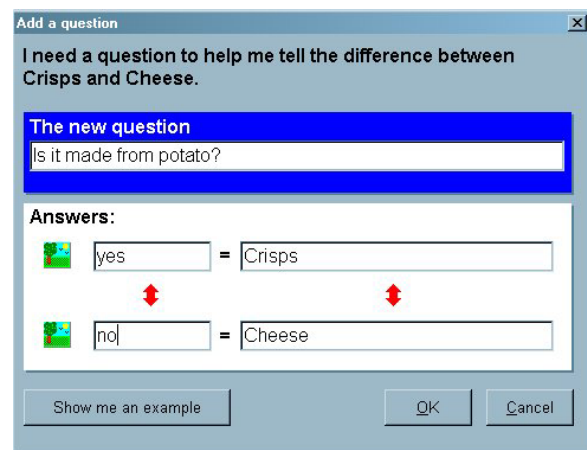 Add a question
I need a question to help me tell the difference between
Crisps and Cheese.
The new question
Is it made from potato?
Answers:
yes = Crisps
no = Cheese
Show me an example OK Cancel